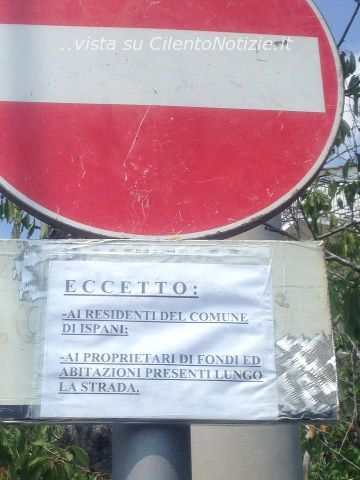 ..vista su CilentoNotizie.it
ECCETTO:
-AI RESIDENTI DEL COMUNE
DI ISPANI;
-AI PROPRIETARI DI FONDI ED
ABITAZIONI PRESENTI LUNGO
LA STRADA.